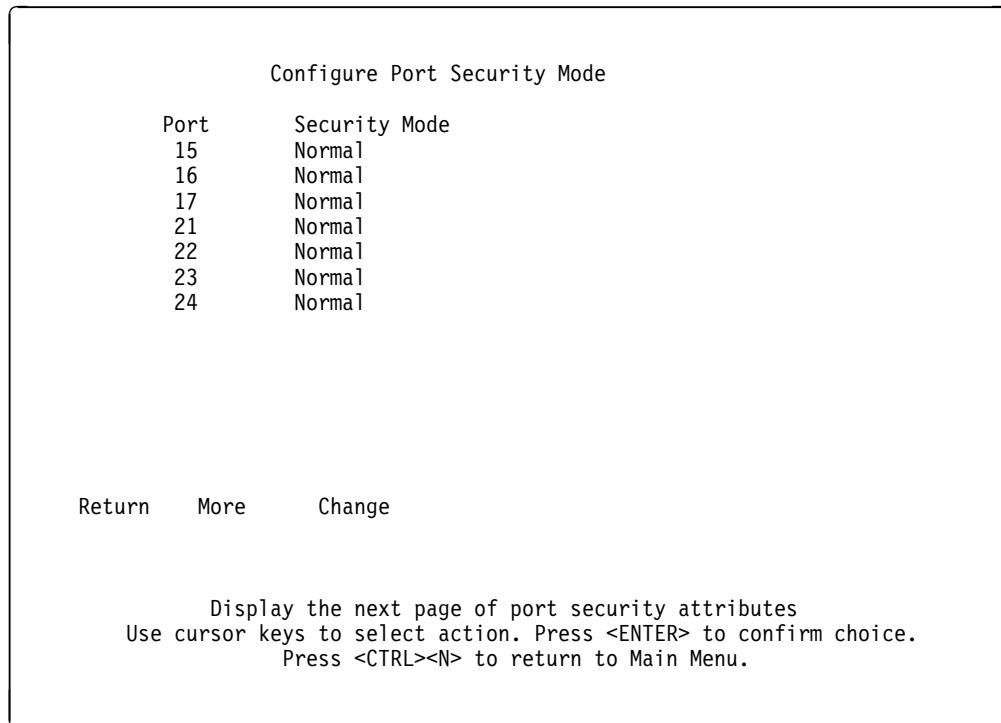 Configure Port Security Mode
Port Security Mode
15 Normal
16 Normal
17 Normal
21 Normal
22 Normal
23 Normal
24 Normal
Return More Change
Display the next page of port security attributes
Use cursor keys to select action. Press <ENTER> to confirm choice.
Press <CTRL><N> to return to Main Menu.